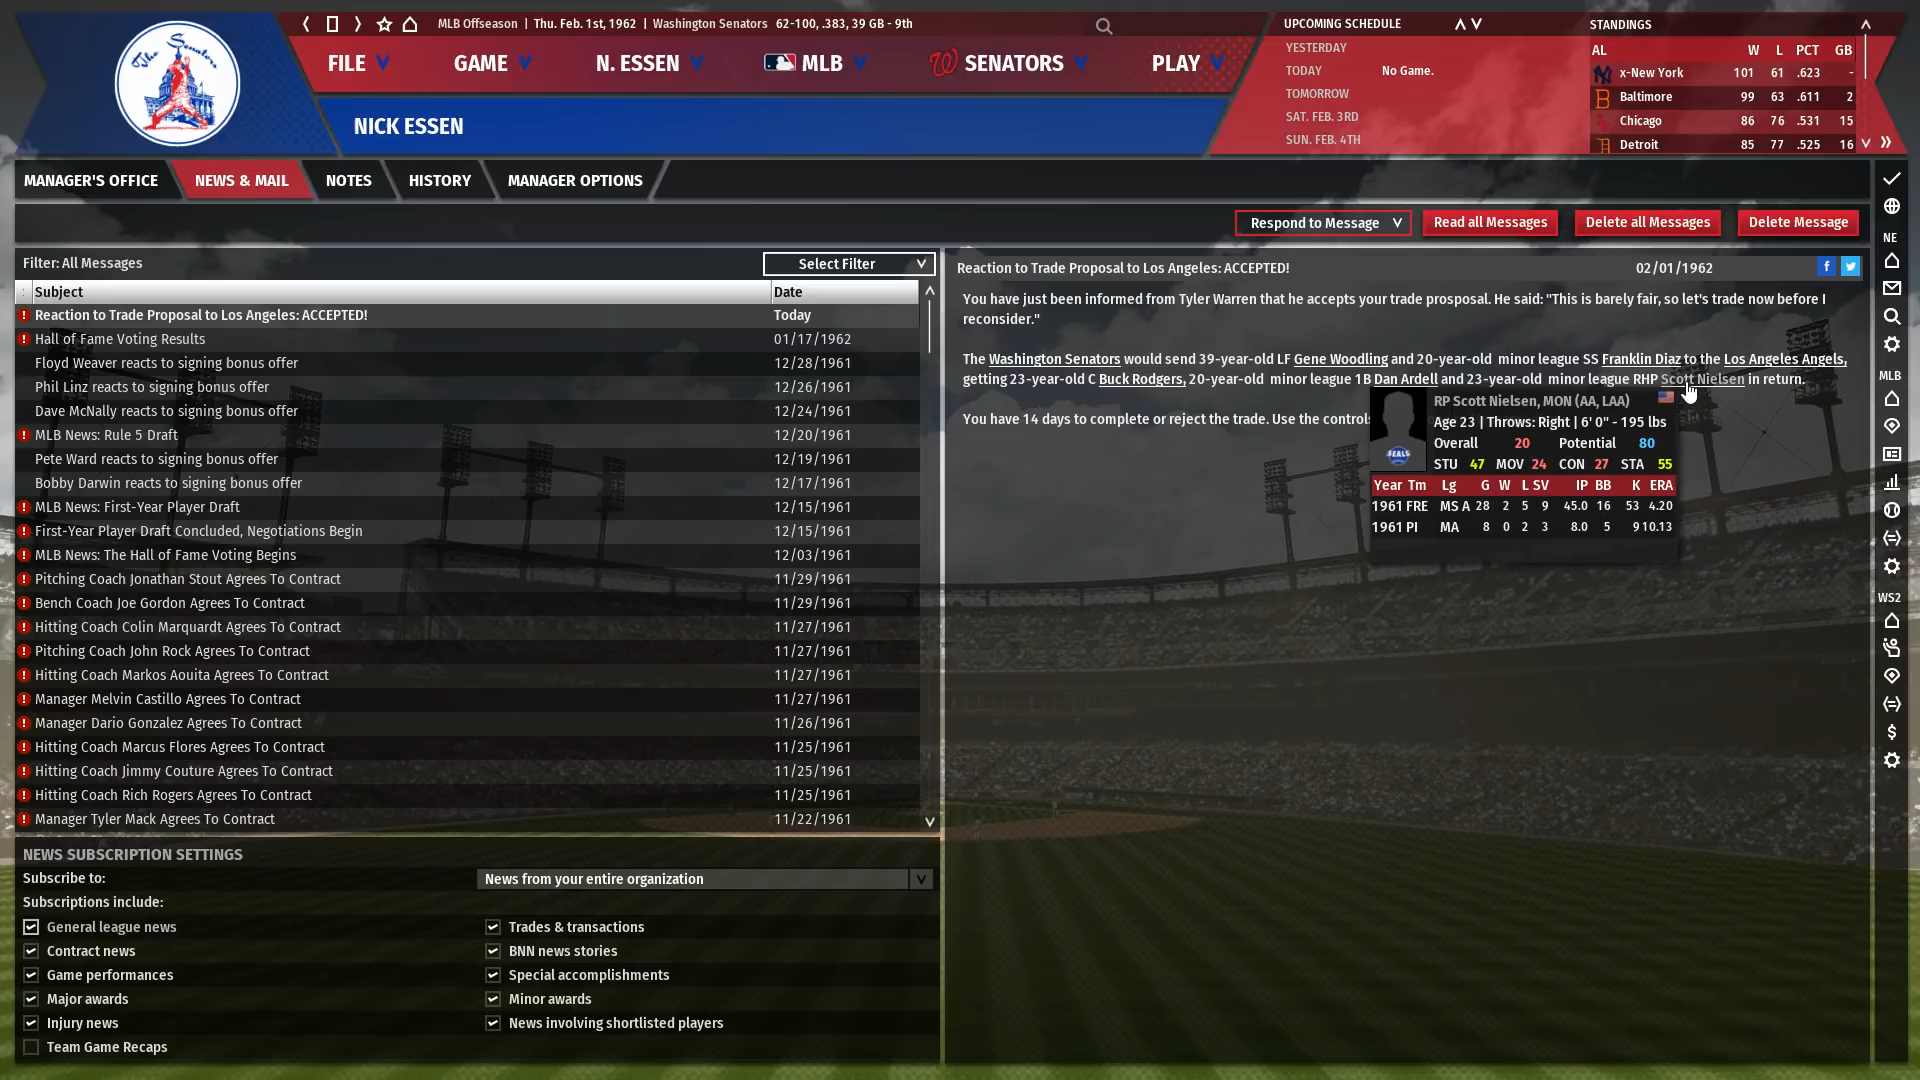 MLB Offseason | Thu. Feb. 1st, 1962 | Washington Senators 62-100, .383, 39 GB - 9th
The Senators
FILE GAME N. ESSEN MLB SENATORS PLAY
NICK ESSEN
UPCOMING SCHEDULE
YESTERDAY
TODAY No Game.
TOMORROW
SAT. FEB. 3RD
SUN. FEB. 4TH
STANDINGS
AL W L PCT GB
x-New York 101 61 .623 -
Baltimore 99 63 .611 2
Chicago 86 76 .531 15
Detroit 85 77 .525 16
MANAGER'S OFFICE NEWS & MAIL NOTES HISTORY MANAGER OPTIONS
Respond to Message Read all Messages Delete all Messages Delete Message
Filter: All Messages Select Filter
Subject Date
Reaction to Trade Proposal to Los Angeles: ACCEPTED! Today
Hall of Fame Voting Results 01/17/1962
Floyd Weaver reacts to signing bonus offer 12/28/1961
Phil Linz reacts to signing bonus offer 12/26/1961
Dave McNally reacts to signing bonus offer 12/24/1961
MLB News: Rule 5 Draft 12/20/1961
Pete Ward reacts to signing bonus offer 12/19/1961
Bobby Darwin reacts to signing bonus offer 12/17/1961
MLB News: First-Year Player Draft 12/15/1961
First-Year Player Draft Concluded, Negotiations Begin 12/15/1961
MLB News: The Hall of Fame Voting Begins 12/03/1961
Pitching Coach Jonathan Stout Agrees To Contract 11/29/1961
Bench Coach Joe Gordon Agrees To Contract 11/29/1961
Hitting Coach Colin Marquardt Agrees To Contract 11/27/1961
Pitching Coach John Rock Agrees To Contract 11/27/1961
Hitting Coach Markos Aouita Agrees To Contract 11/27/1961
Manager Melvin Castillo Agrees To Contract 11/27/1961
Manager Dario Gonzalez Agrees To Contract 11/26/1961
Hitting Coach Marcus Flores Agrees To Contract 11/25/1961
Hitting Coach Jimmy Couture Agrees To Contract 11/25/1961
Hitting Coach Rich Rogers Agrees To Contract 11/25/1961
Manager Tyler Mack Agrees To Contract 11/22/1961
NEWS SUBSCRIPTION SETTINGS
Subscribe to: News from your entire organization
Subscriptions include:
General league news Trades & transactions
Contract news BNN news stories
Game performances Special accomplishments
Major awards Minor awards
Injury news News involving shortlisted players
Team Game Recaps
Reaction to Trade Proposal to Los Angeles: ACCEPTED! 02/01/1962
You have just been informed from Tyler Warren that he accepts your trade prosposal. He said: "This is barely fair, so let's trade now before I
reconsider."
The Washington Senators would send 39-year-old LF Gene Woodling and 20-year-old minor league SS Franklin Diaz to the Los Angeles Angels,
getting 23-year-old C Buck Rodgers, 20-year-old minor league 1B Dan Ardell and 23-year-old minor league RHP Scott Nielsen in return.
You have 14 days to complete or reject the trade. Use the controls
RP Scott Nielsen, MON (AA, LAA)
Age 23 | Throws: Right | 6' 0" - 195 lbs
Overall 20 Potential 80
STU 47 MOV 24 CON 27 STA 55
SEALS
Year Tm Lg G W L SV IP BB K ERA
1961 FRE MS A 28 2 5 9 45.0 16 53 4.20
1961 PI MA 8 0 2 3 8.0 5 9 10.13
NE
MLB
WS2